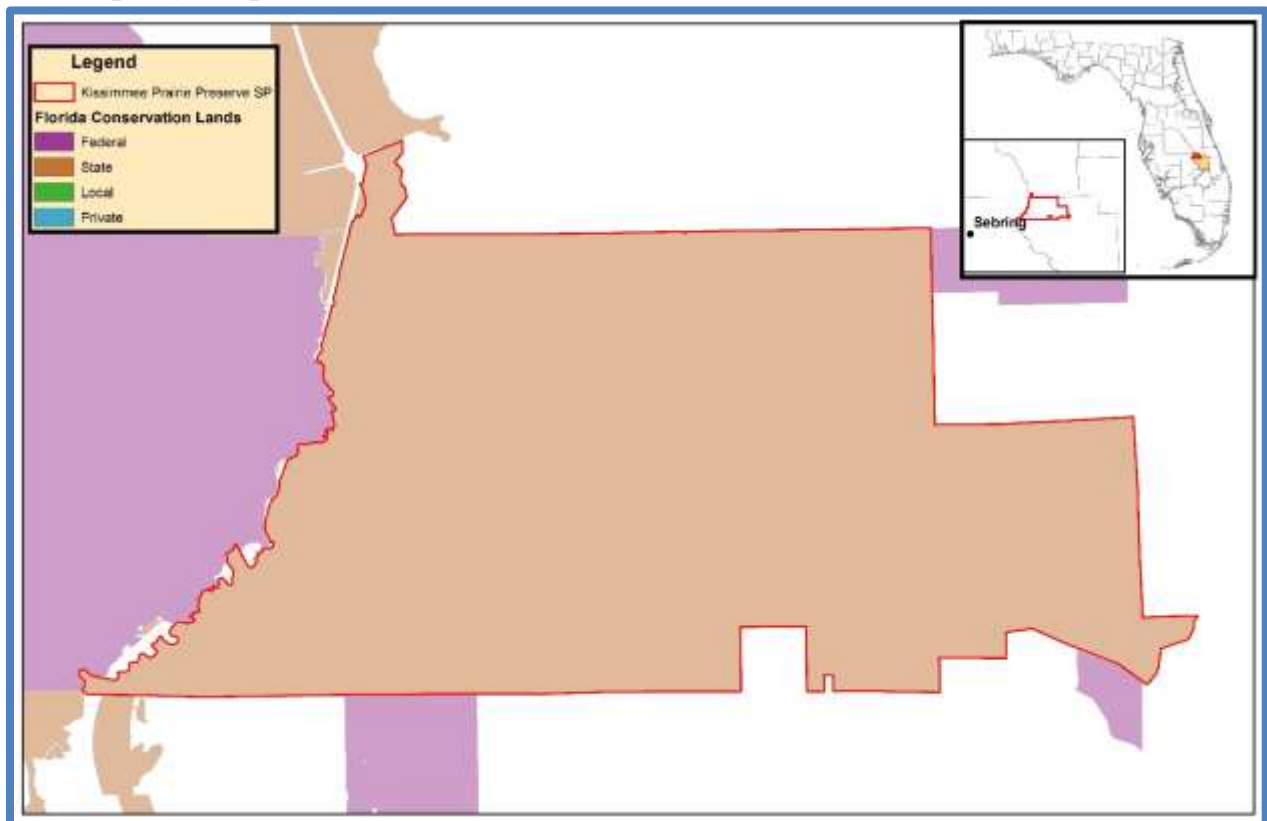 Legend
Kissimmee Prairie Preserve SP
Florida Conservation Lands
Federal
State
Local
Private
Sebring